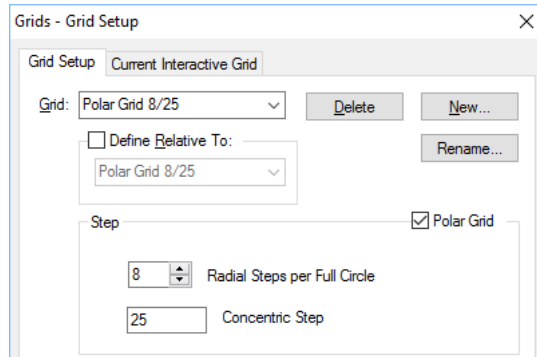 Grids - Grid Setup
Grid Setup Current Interactive Grid
Grid: Polar Grid 8/25 Delete New...
Define Relative To: Rename...
Polar Grid 8/25
Step Polar Grid
8 Radial Steps per Full Circle
25 Concentric Step